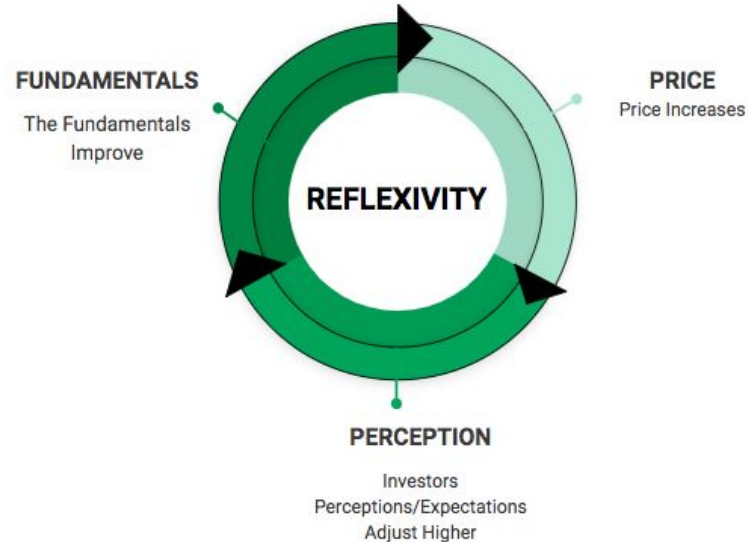 FUNDAMENTALS
The Fundamentals
Improve
PRICE
Price Increases
REFLEXIVITY
PERCEPTION
Investors
Perceptions/Expectations
Adjust Higher